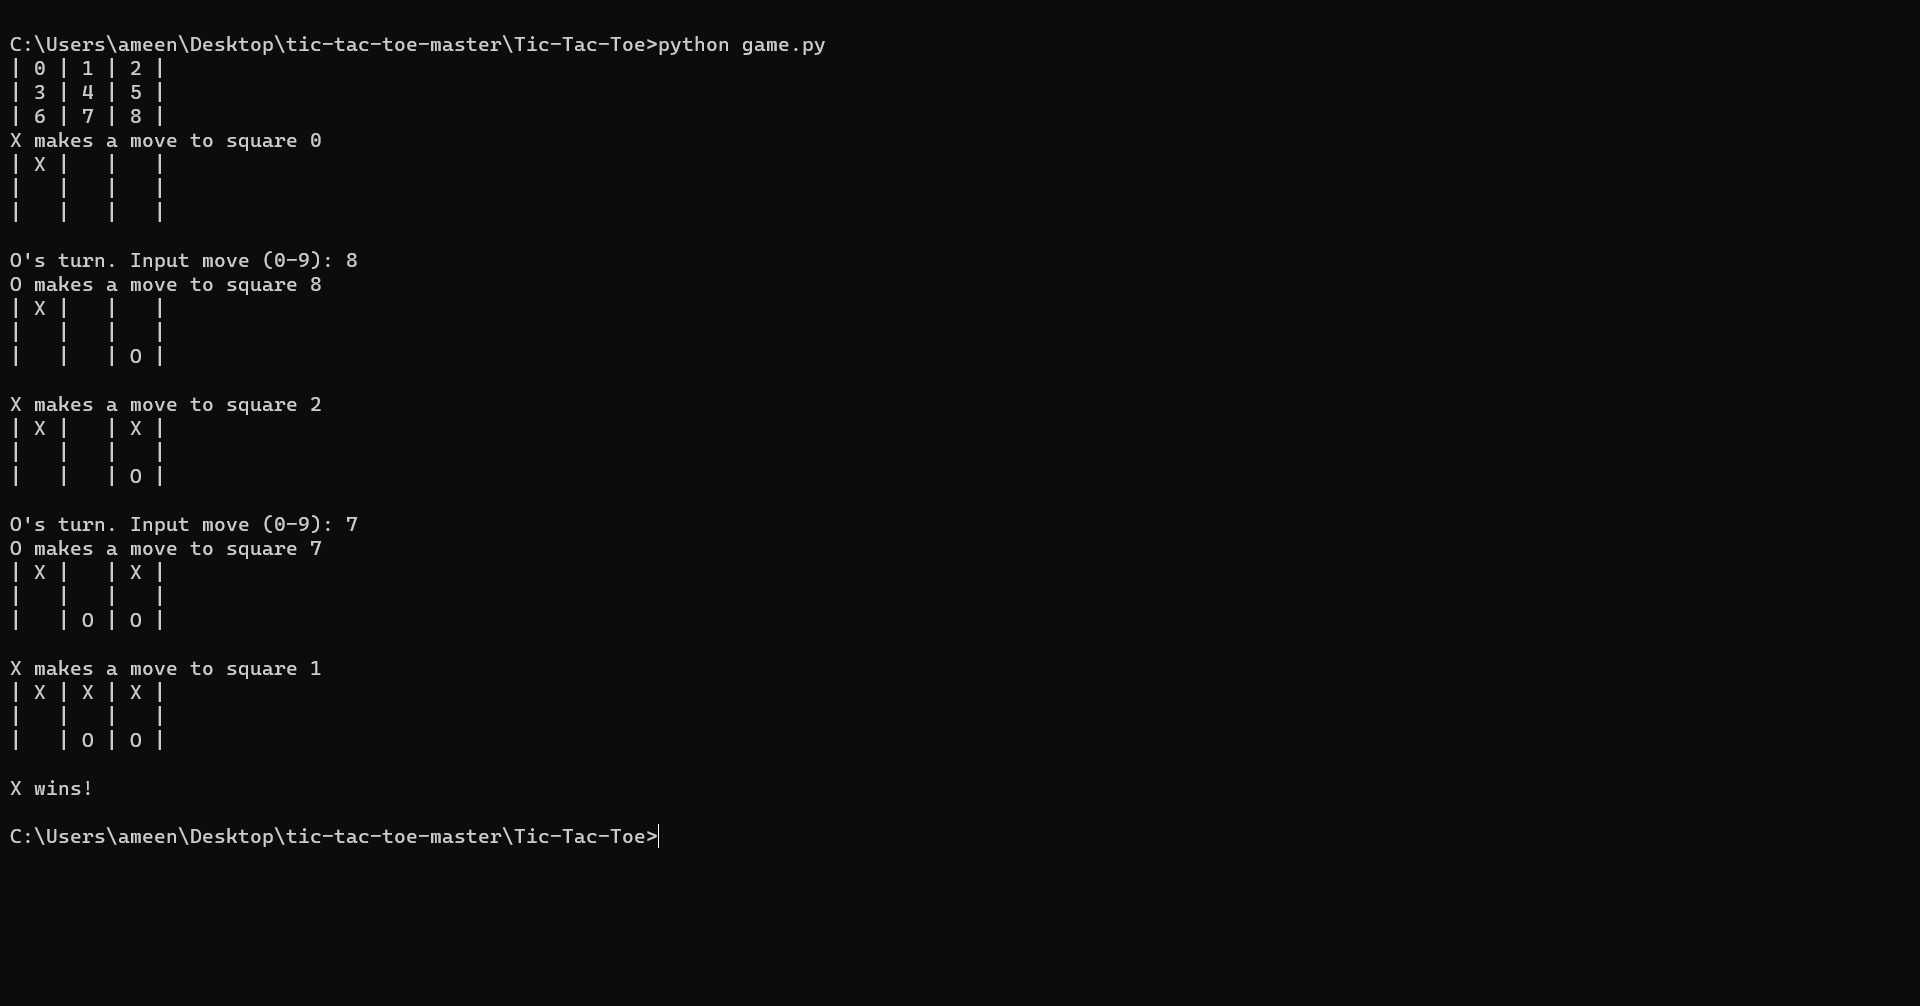 C:\Users\ameen\Desktop\tic-tac-toe-master\Tic-Tac-Toe>python game.py
| 0 | 1 | 2 |
| 3 | 4 | 5 |
| 6 | 7 | 8 |
X makes a move to square 0
| X |   |   |
|   |   |   |
|   |   |   |

O's turn. Input move (0-9): 8
O makes a move to square 8
| X |   |   |
|   |   |   |
|   |   | O |

X makes a move to square 2
| X |   | X |
|   |   |   |
|   |   | O |

O's turn. Input move (0-9): 7
O makes a move to square 7
| X |   | X |
|   |   |   |
|   | O | O |

X makes a move to square 1
| X | X | X |
|   |   |   |
|   | O | O |

X wins!

C:\Users\ameen\Desktop\tic-tac-toe-master\Tic-Tac-Toe>